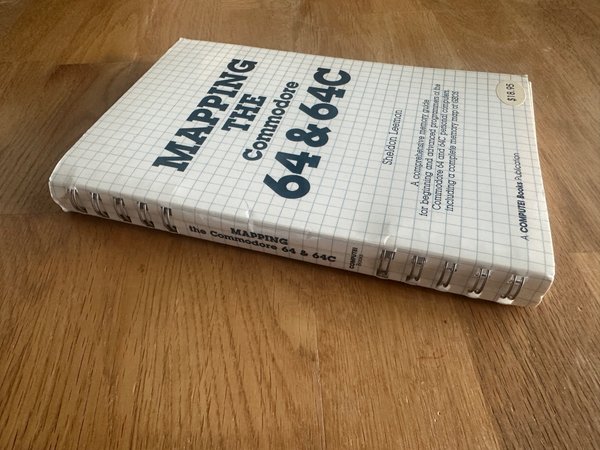 MAPPING
THE
Commodore
64 & 64C
Sheldon Leemon
A comprehensive memory guide
for beginning and advanced programmers of the
Commodore 64 and 64C personal computers,
including a complete memory map of GEOS
A COMPUTE! Books Publication
$18.95
MAPPING
the Commodore 64 & 64C
COMPUTE!
Books